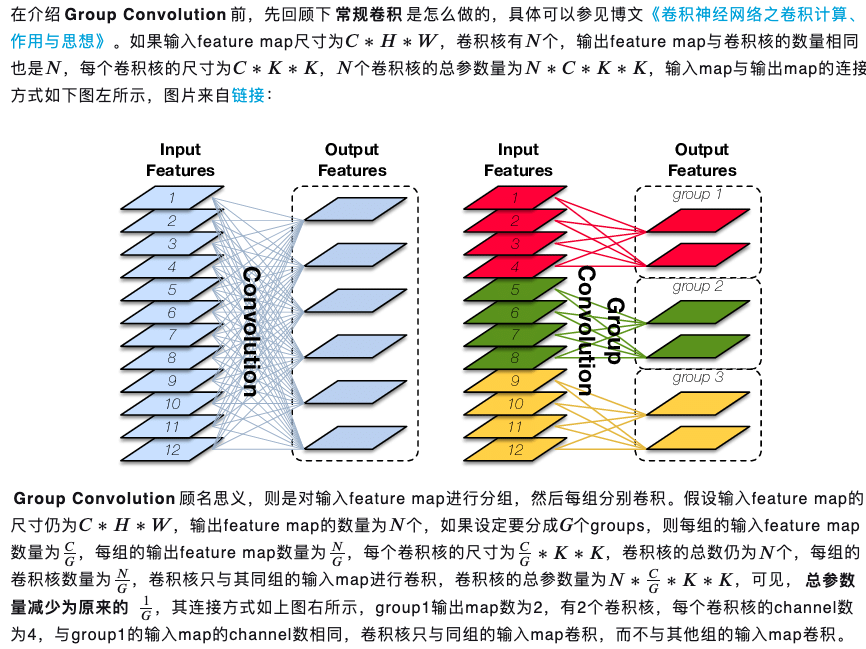 在介绍 Group Convolution 前，先回顾下 常规卷积 是怎么做的，具体可以参见博文《卷积神经网络之卷积计算、
作用与思想》。如果输入feature map尺寸为C∗H∗W，卷积核有N个，输出feature map与卷积核的数量相同
也是N，每个卷积核的尺寸为C∗K∗K，N个卷积核的总参数量为N∗C∗K∗K，输入map与输出map的连接
方式如下图左所示，图片来自链接：
Input
Features
Output
Features
1
2
3
4
5
6
7
8
9
10
11
12
Convolution
Input
Features
Output
Features
1
2
3
4
5
6
7
8
9
10
11
12
Convolution
Group
group 1
group 2
group 3
Group Convolution 顾名思义，则是对输入feature map进行分组，然后每组分别卷积。假设输入feature map的
尺寸仍为C∗H∗W，输出feature map的数量为N个，如果设定要分成G个groups，则每组的输入feature map
数量为C/G，每组的输出feature map数量为N/G，每个卷积核的尺寸为C/G∗K∗K，卷积核的总数仍为N个，每组的
卷积核数量为N/G，卷积核只与其同组的输入map进行卷积，卷积核的总参数量为N∗C/G∗K∗K，可见，总参数
量减少为原来的 1/G，其连接方式如上图右所示，group1输出map数为2，有2个卷积核，每个卷积核的channel数
为4，与group1的输入map的channel数相同，卷积核只与同组的输入map卷积，而不与其他组的输入map卷积。